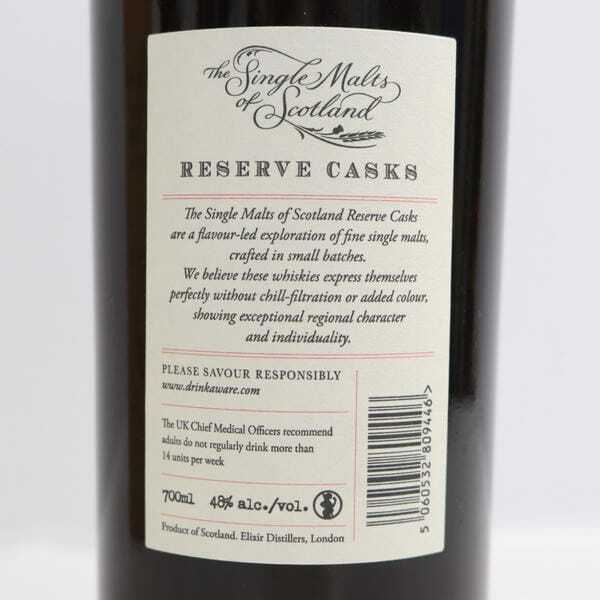 The Single Malts
of Scotland
RESERVE CASKS
The Single Malts of Scotland Reserve Casks
are a flavour-led exploration of fine single malts,
crafted in small batches.
We believe these whiskies express themselves
perfectly without chill-filtration or added colour,
showing exceptional regional character
and individuality.
PLEASE SAVOUR RESPONSIBLY
www.drinkaware.com
The UK Chief Medical Officers recommend
adults do not regularly drink more than
14 units per week
700ml 48% alc./vol.
Product of Scotland. Elixir Distillers, London
5 060532 809446 >